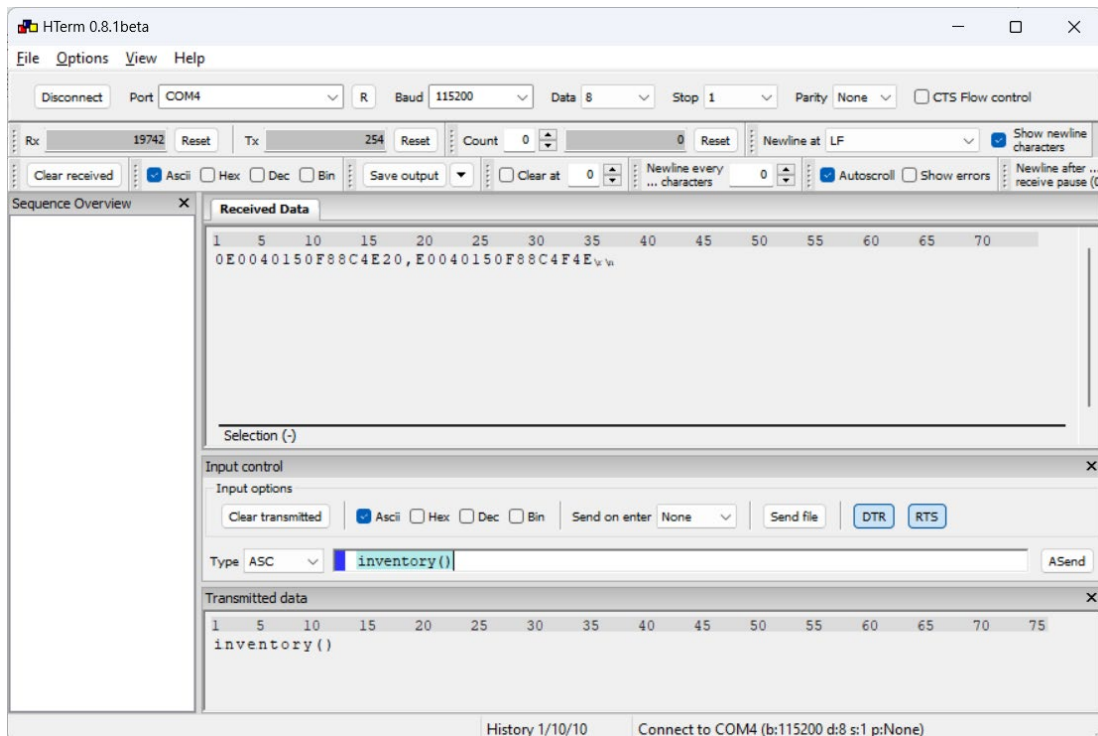 HTerm 0.8.1beta
File Options View Help
Disconnect Port COM4 R Baud 115200 Data 8 Stop 1 Parity None CTS Flow control
Rx 19742 Reset Tx 254 Reset Count 0 0 Reset Newline at LF Show newline characters
Clear received Ascii Hex Dec Bin Save output Clear at 0 Newline every ... characters 0 Autoscroll Show errors Newline after ... receive pause (0
Sequence Overview X Received Data
1 5 10 15 20 25 30 35 40 45 50 55 60 65 70
0E0040150F88C4E20,E0040150F88C4F4E\r\n
Selection (-)
Input control
Input options
Clear transmitted Ascii Hex Dec Bin Send on enter None Send file DTR RTS
Type ASC inventory() ASend
Transmitted data
1 5 10 15 20 25 30 35 40 45 50 55 60 65 70 75
inventory()
History 1/10/10 Connect to COM4 (b:115200 d:8 s:1 p:None)